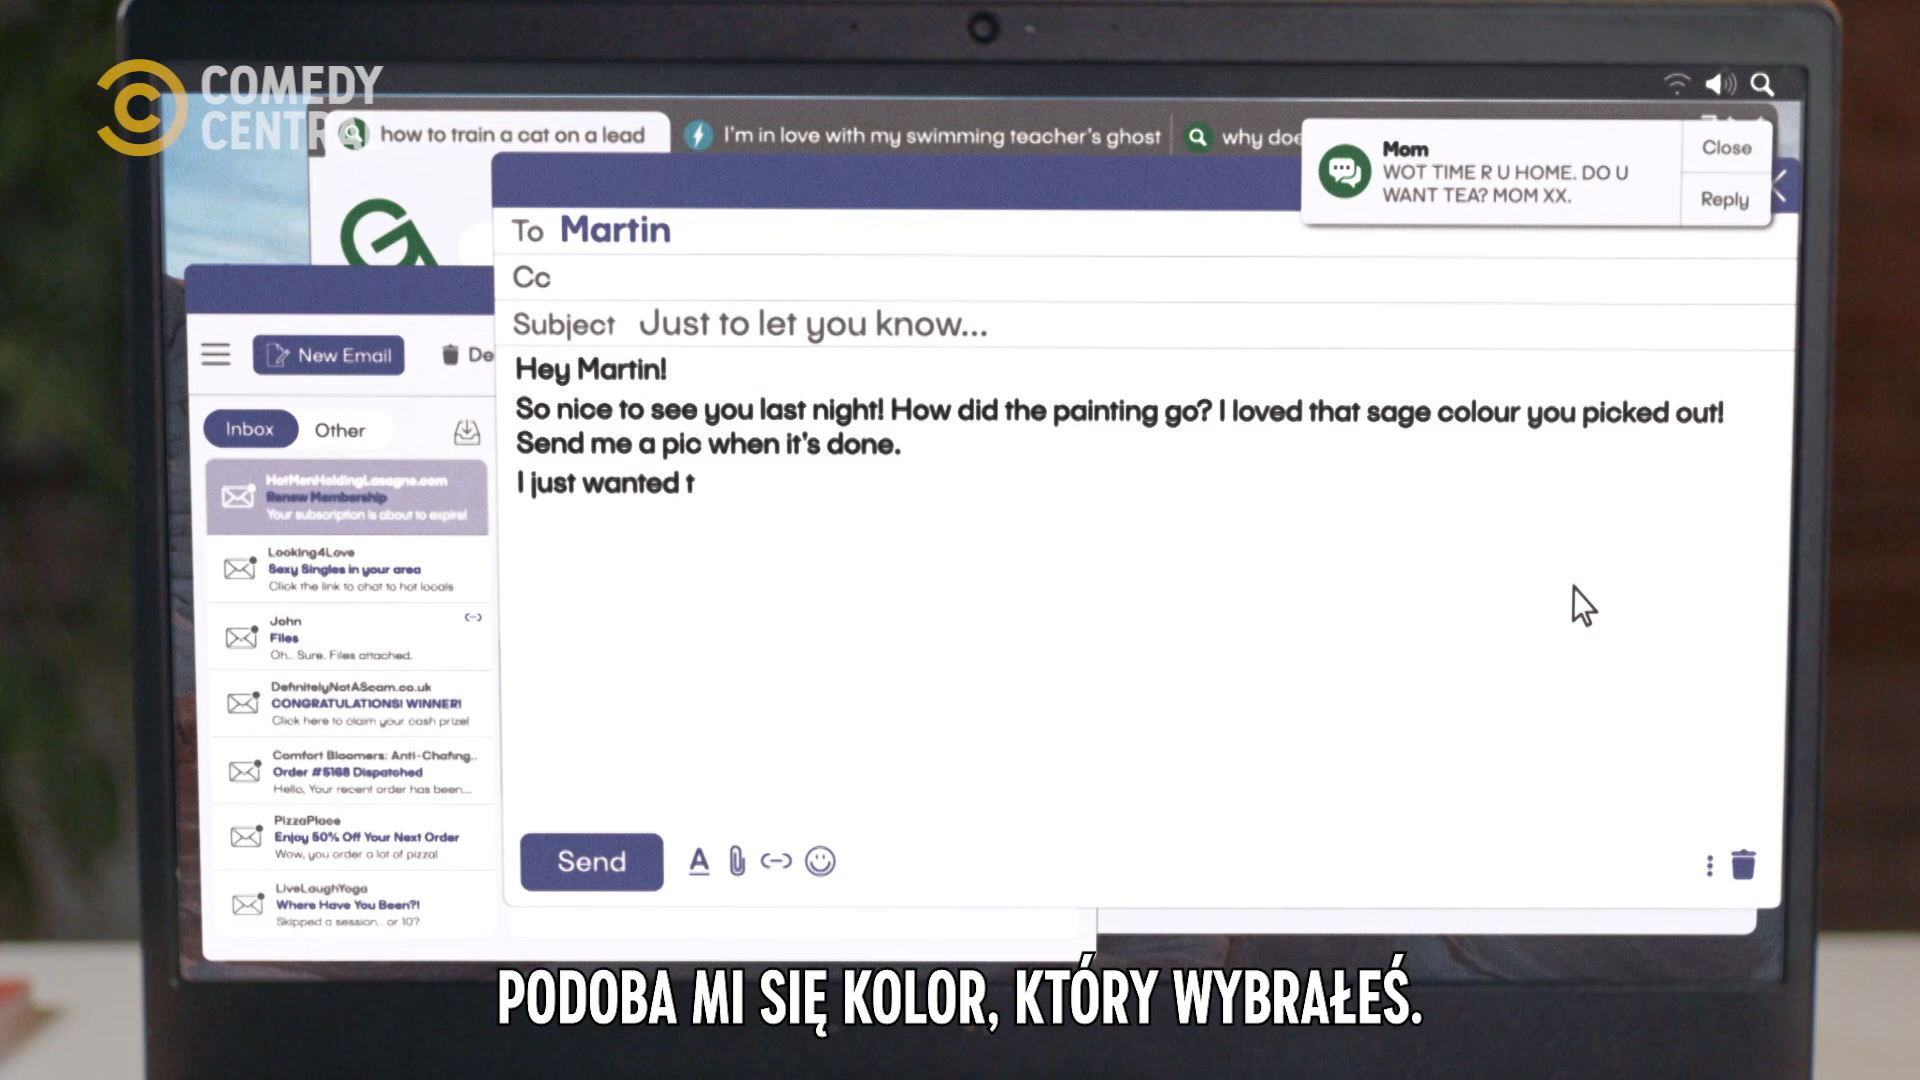 COMEDY
CENTR
how to train a cat on a lead
I'm in love with my swimming teacher's ghost
why doe
Mom
WOT TIME R U HOME. DO U
WANT TEA? MOM XX.
Close
Reply
To Martin
Cc
Subject Just to let you know...
Hey Martin!
So nice to see you last night! How did the painting go? I loved that sage colour you picked out!
Send me a pic when it's done.
I just wanted t
New Email
De
Inbox
Other
HotMenHoldingLasagne.com
Renew Membership
Your subscription is about to expire!
Looking4Love
Sexy Singles in your area
Click the link to chat to hot locals
John
Files
Oh.. Sure. Files attached.
DefinitelyNotAScam.co.uk
CONGRATULATIONS! WINNER!
Click here to claim your cash prize!
Comfort Bloomers: Anti-Chafing..
Order #5168 Dispatched
Hello, Your recent order has been...
PizzaPlace
Enjoy 50% Off Your Next Order
Wow, you order a lot of pizza!
LiveLaughYoga
Where Have You Been?!
Skipped a session.. or 10?
Send
PODOBA MI SIĘ KOLOR, KTÓRY WYBRAŁEŚ.